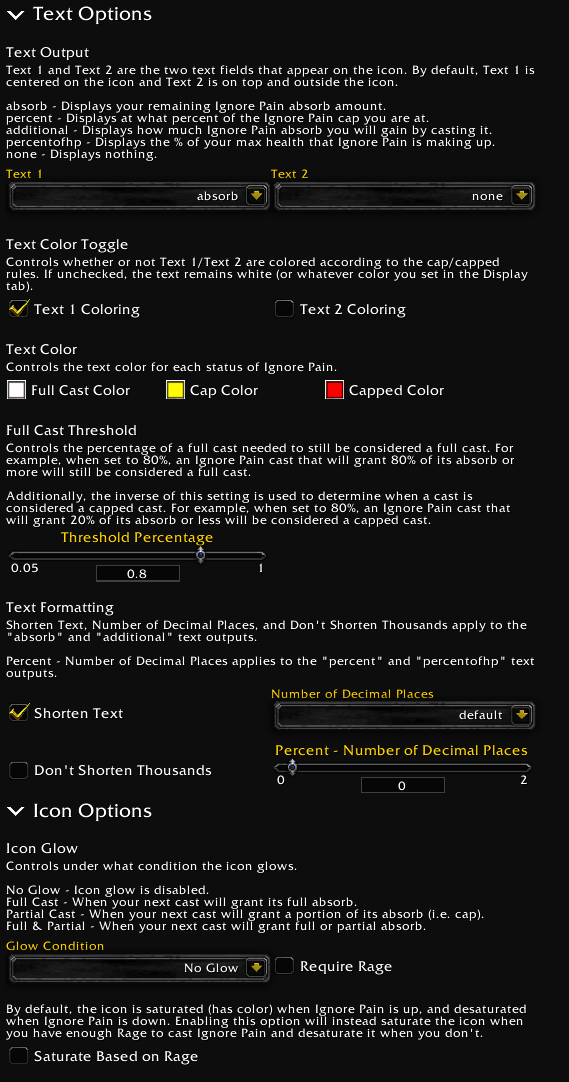 Text Options
Text Output
Text 1 and Text 2 are the two text fields that appear on the icon. By default, Text 1 is
centered on the icon and Text 2 is on top and outside the icon.
absorb - Displays your remaining Ignore Pain absorb amount.
percent - Displays at what percent of the Ignore Pain cap you are at.
additional - Displays how much Ignore Pain absorb you will gain by casting it.
percentofhp - Displays the % of your max health that Ignore Pain is making up.
none - Displays nothing.
Text 1 Text 2
absorb none
Text Color Toggle
Controls whether or not Text 1/Text 2 are colored according to the cap/capped
rules. If unchecked, the text remains white (or whatever color you set in the Display
tab).
Text 1 Coloring Text 2 Coloring
Text Color
Controls the text color for each status of Ignore Pain.
Full Cast Color Cap Color Capped Color
Full Cast Threshold
Controls the percentage of a full cast needed to still be considered a full cast. For
example, when set to 80%, an Ignore Pain cast that will grant 80% of its absorb or
more will still be considered a full cast.
Additionally, the inverse of this setting is used to determine when a cast is
considered a capped cast. For example, when set to 80%, an Ignore Pain cast that
will grant 20% of its absorb or less will be considered a capped cast.
Threshold Percentage
0.05 0.8 1
Text Formatting
Shorten Text, Number of Decimal Places, and Don't Shorten Thousands apply to the
"absorb" and "additional" text outputs.
Percent - Number of Decimal Places applies to the "percent" and "percentofhp" text
outputs.
Number of Decimal Places
Shorten Text default
Percent - Number of Decimal Places
Don't Shorten Thousands
0 0 2
Icon Options
Icon Glow
Controls under what condition the icon glows.
No Glow - Icon glow is disabled.
Full Cast - When your next cast will grant its full absorb.
Partial Cast - When your next cast will grant a portion of its absorb (i.e. cap).
Full & Partial - When your next cast will grant full or partial absorb.
Glow Condition
No Glow Require Rage
By default, the icon is saturated (has color) when Ignore Pain is up, and desaturated
when Ignore Pain is down. Enabling this option will instead saturate the icon when
you have enough Rage to cast Ignore Pain and desaturate it when you don't.
Saturate Based on Rage